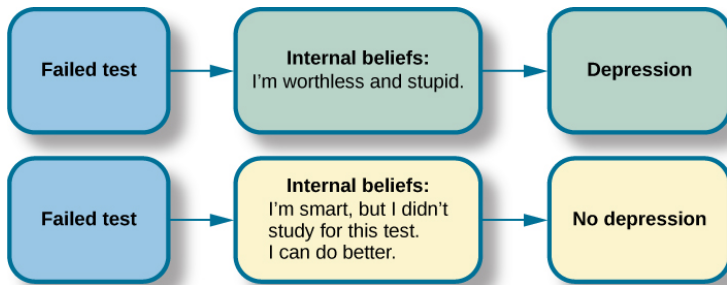 Failed test
Internal beliefs:
I'm worthless and stupid.
Depression
Failed test
Internal beliefs:
I'm smart, but I didn't
study for this test.
I can do better.
No depression